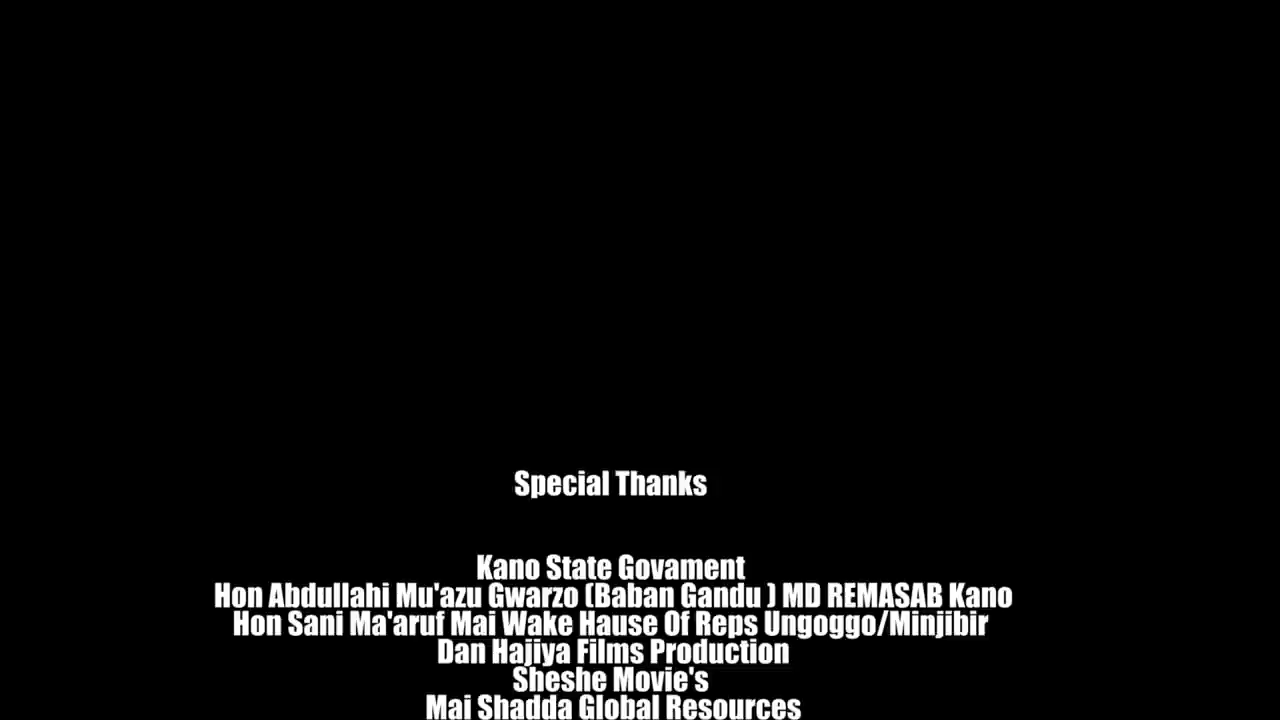 Special Thanks
Kano State Govament
Hon Abdullahi Mu'azu Gwarzo (Baban Gandu ) MD REMASAB Kano
Hon Sani Ma'aruf Mai Wake Hause Of Reps Ungoggo/Minjibir
Dan Hajiya Films Production
Sheshe Movie's
Mai Shadda Global Resources